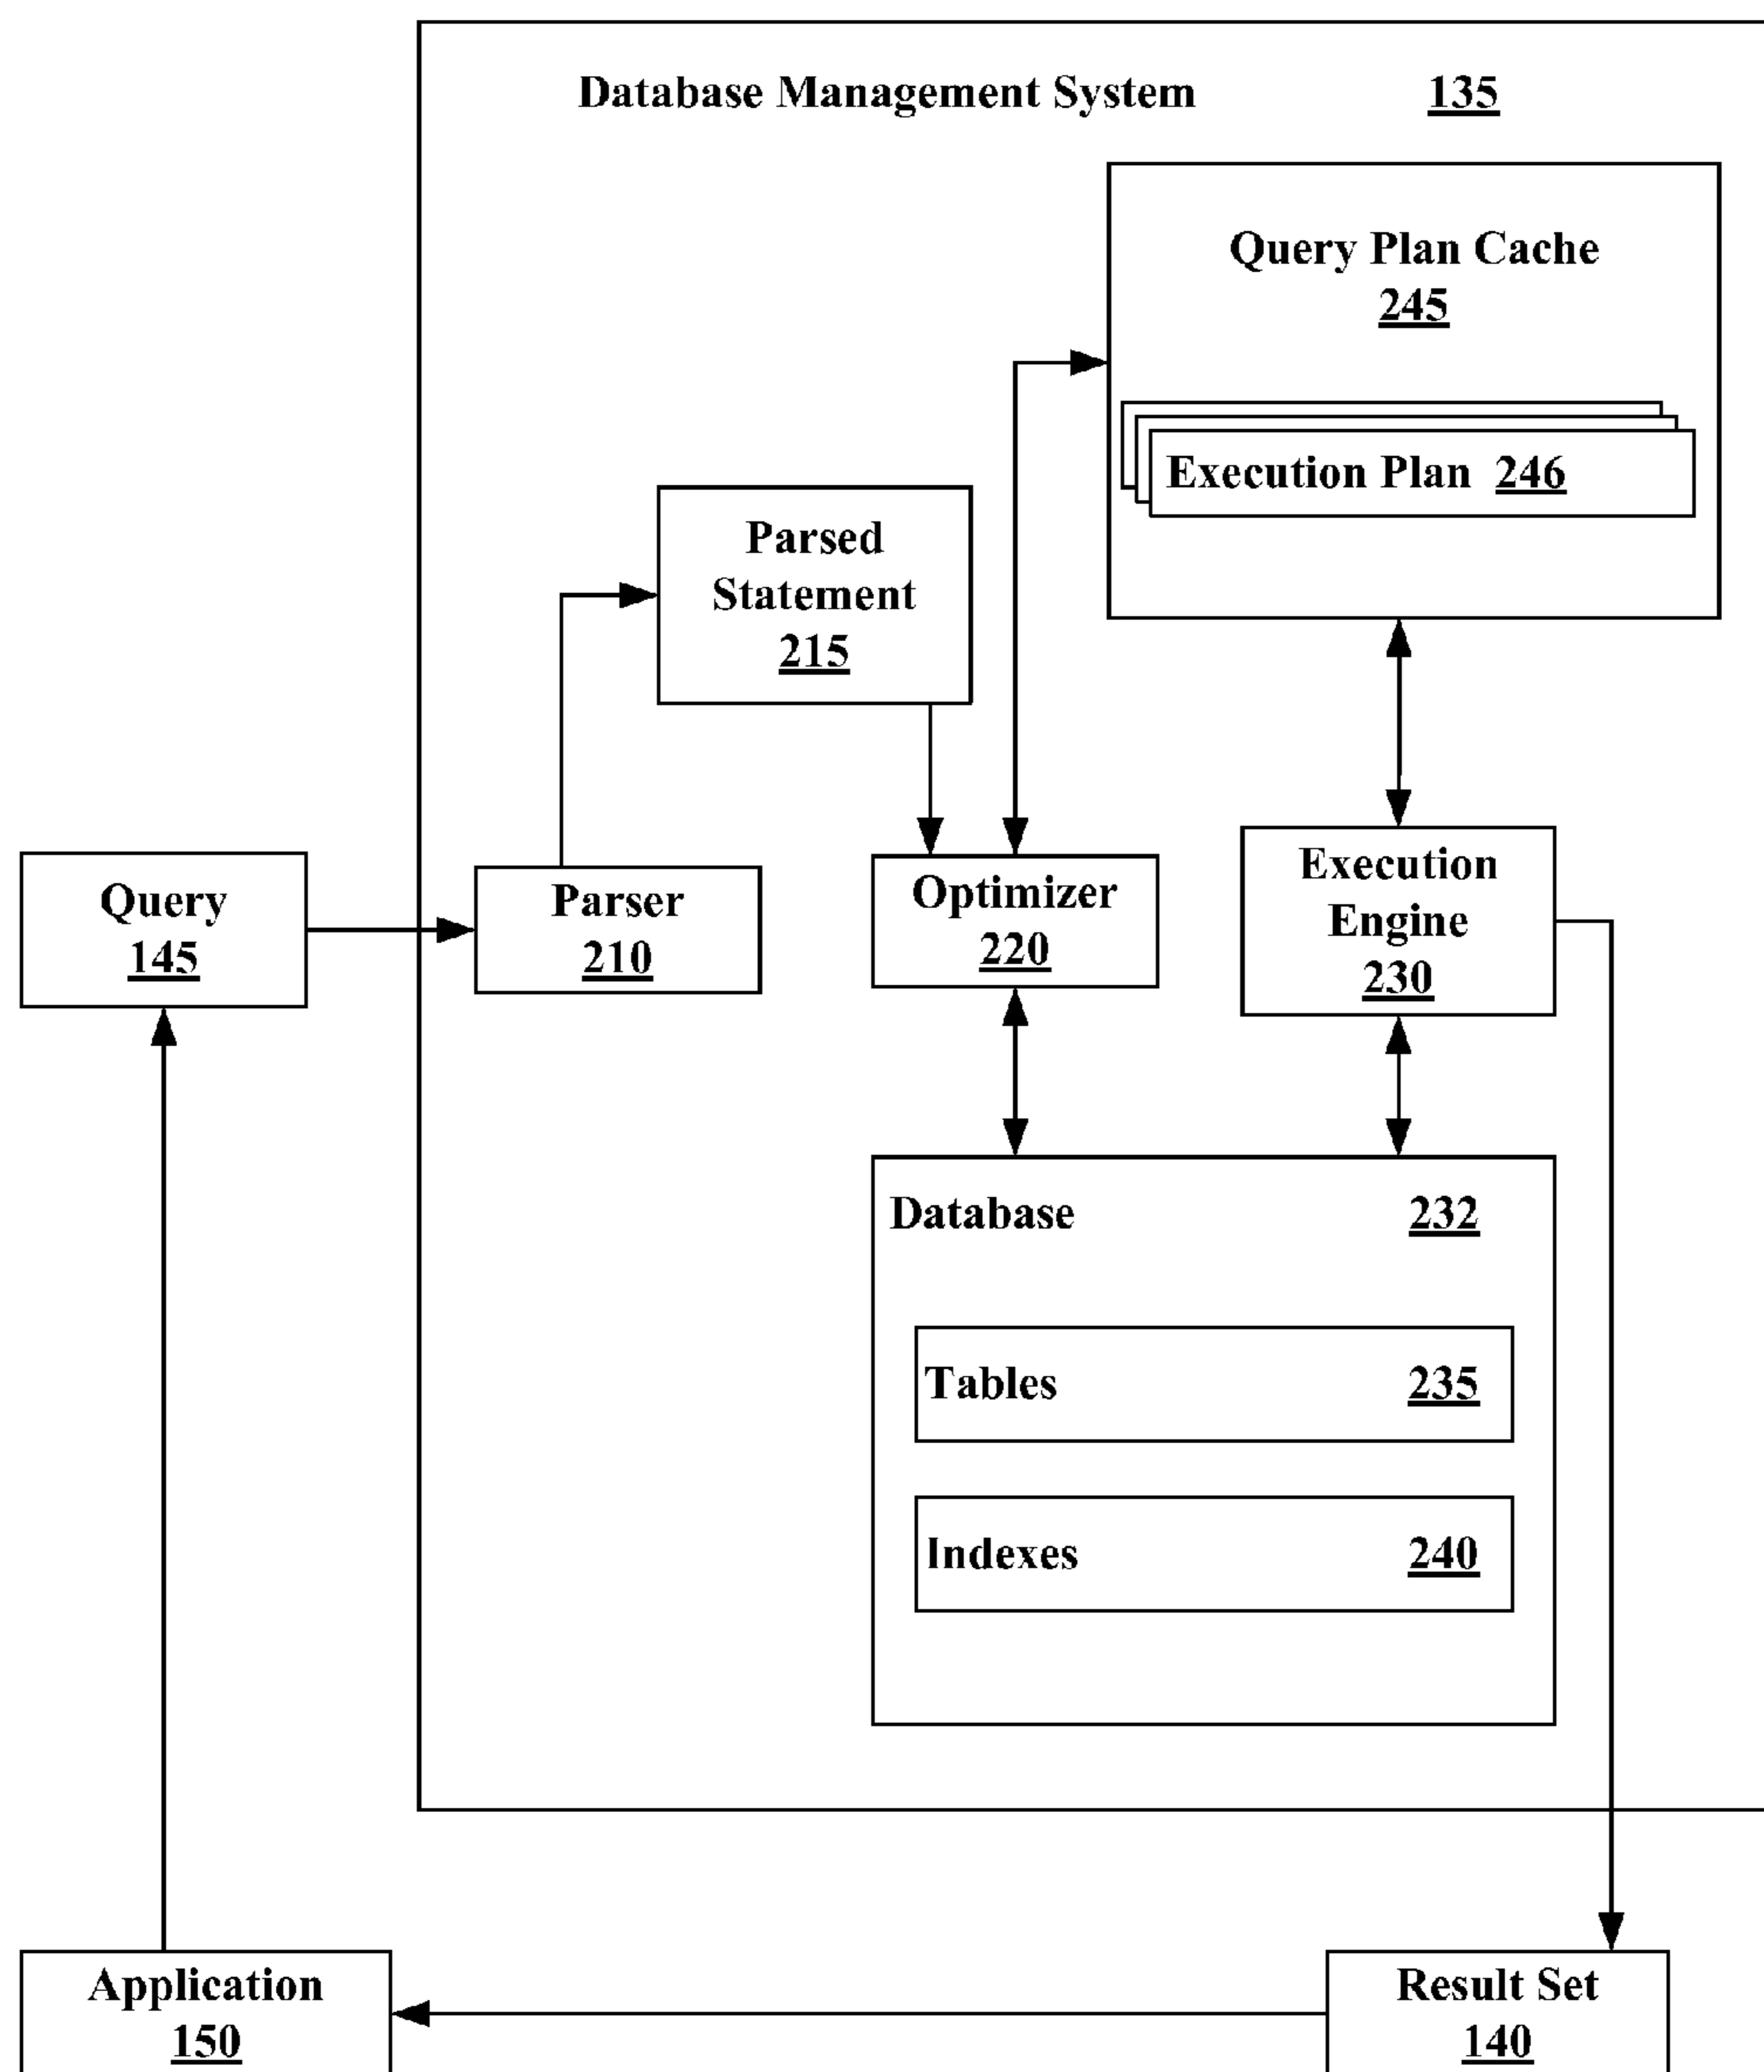 Database Management System 135
Query Plan Cache
245
Execution Plan 246
Parsed
Statement
215
Query
145
Parser
210
Optimizer
220
Execution
Engine
230
Database 232
Tables 235
Indexes 240
Application
150
Result Set
140